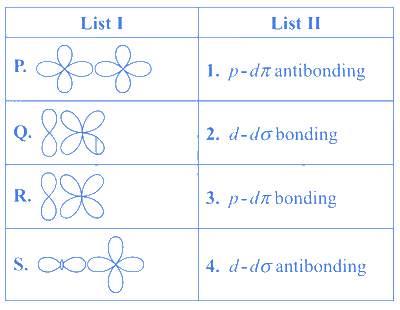 List I List II
P. 1. p-dπ antibonding
Q. 2. d-dσ bonding
R. 3. p-dπ bonding
S. 4. d-dσ antibonding